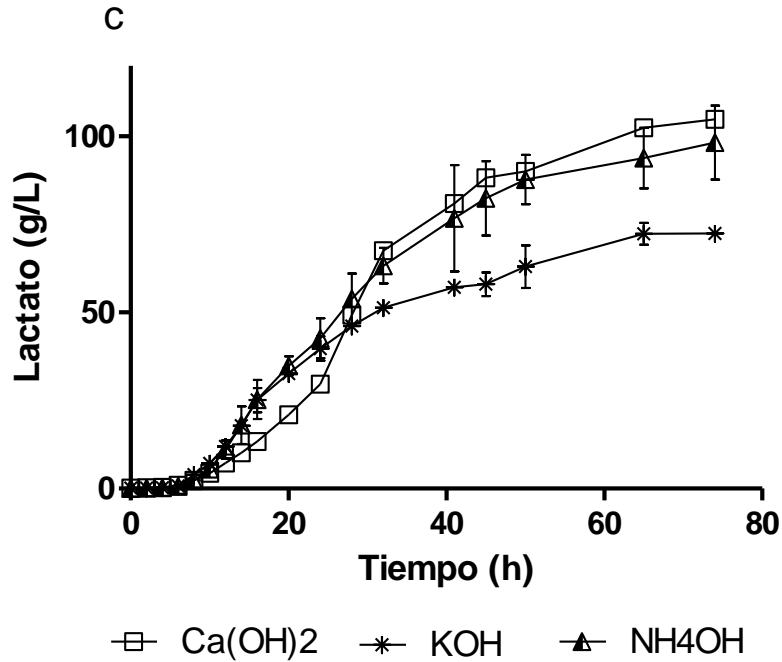 C
100
50
0
Lactato (g/L)
0 20 40 60 80
Tiempo (h)
Ca(OH)2 KOH NH4OH